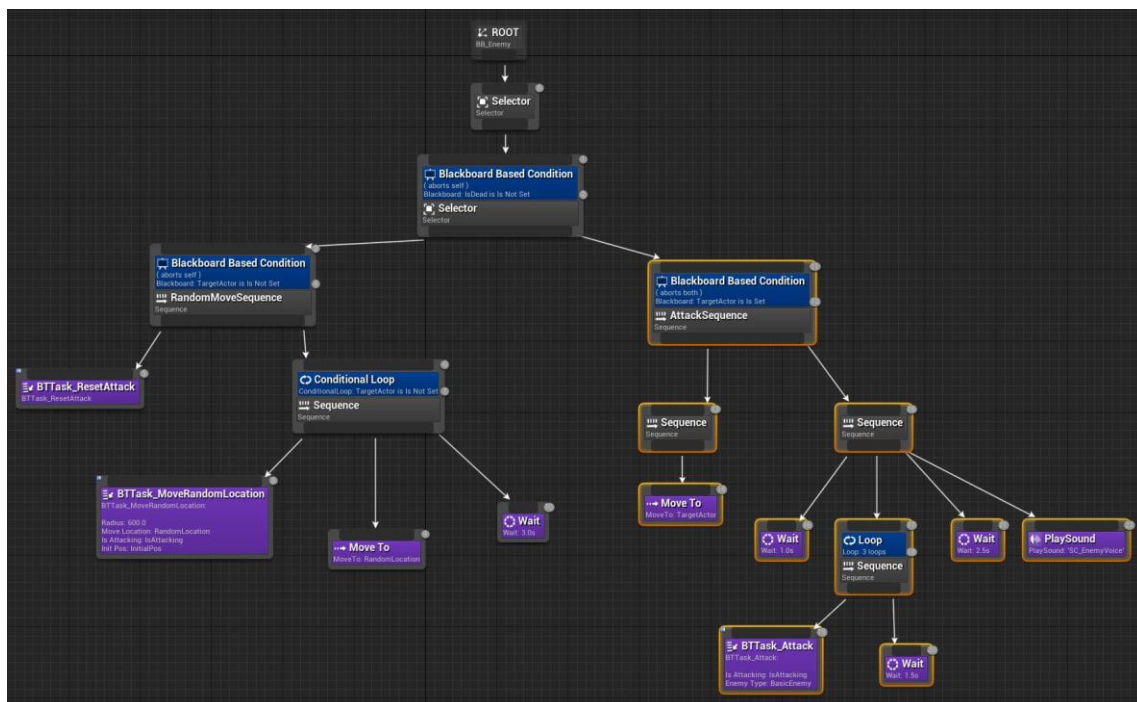 ROOT
BB_Enemy
Selector
Selector
Blackboard Based Condition
( aborts self )
Blackboard: IsDead is Is Not Set
Selector
Selector
Blackboard Based Condition
( aborts self )
Blackboard: TargetActor is Is Not Set
RandomMoveSequence
Sequence
Blackboard Based Condition
( aborts both )
Blackboard: TargetActor is Is Set
AttackSequence
Sequence
BTTask_ResetAttack
BTTask_ResetAttack
Conditional Loop
ConditionalLoop: TargetActor is Is Not Set
Sequence
Sequence
Sequence
Sequence
Sequence
Sequence
BTTask_MoveRandomLocation
BTTask_MoveRandomLocation:
Radius: 600.0
Move Location: RandomLocation
Is Attacking: IsAttacking
Init Pos: InitialPos
Move To
MoveTo: RandomLocation
Wait
Wait: 3.0s
Move To
MoveTo: TargetActor
Wait
Wait: 1.0s
Loop
Loop: 3 loops
Sequence
Sequence
Wait
Wait: 2.5s
PlaySound
PlaySound: 'SC_EnemyVoice'
BTTask_Attack
BTTask_Attack:
Is Attacking: IsAttacking
Enemy Type: BasicEnemy
Wait
Wait: 1.5s